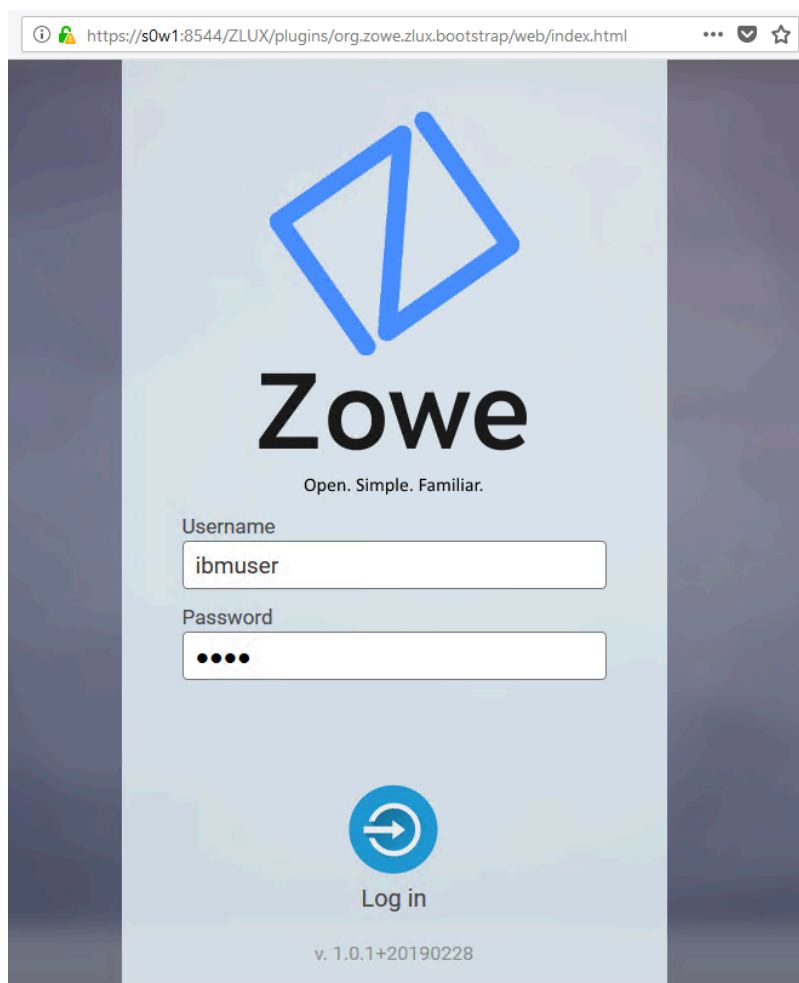 https://s0w1:8544/ZLUX/plugins/org.zowe.zlux.bootstrap/web/index.html
Zowe
Open. Simple. Familiar.
Username
ibmuser
Password
••••
Log in
v. 1.0.1+20190228